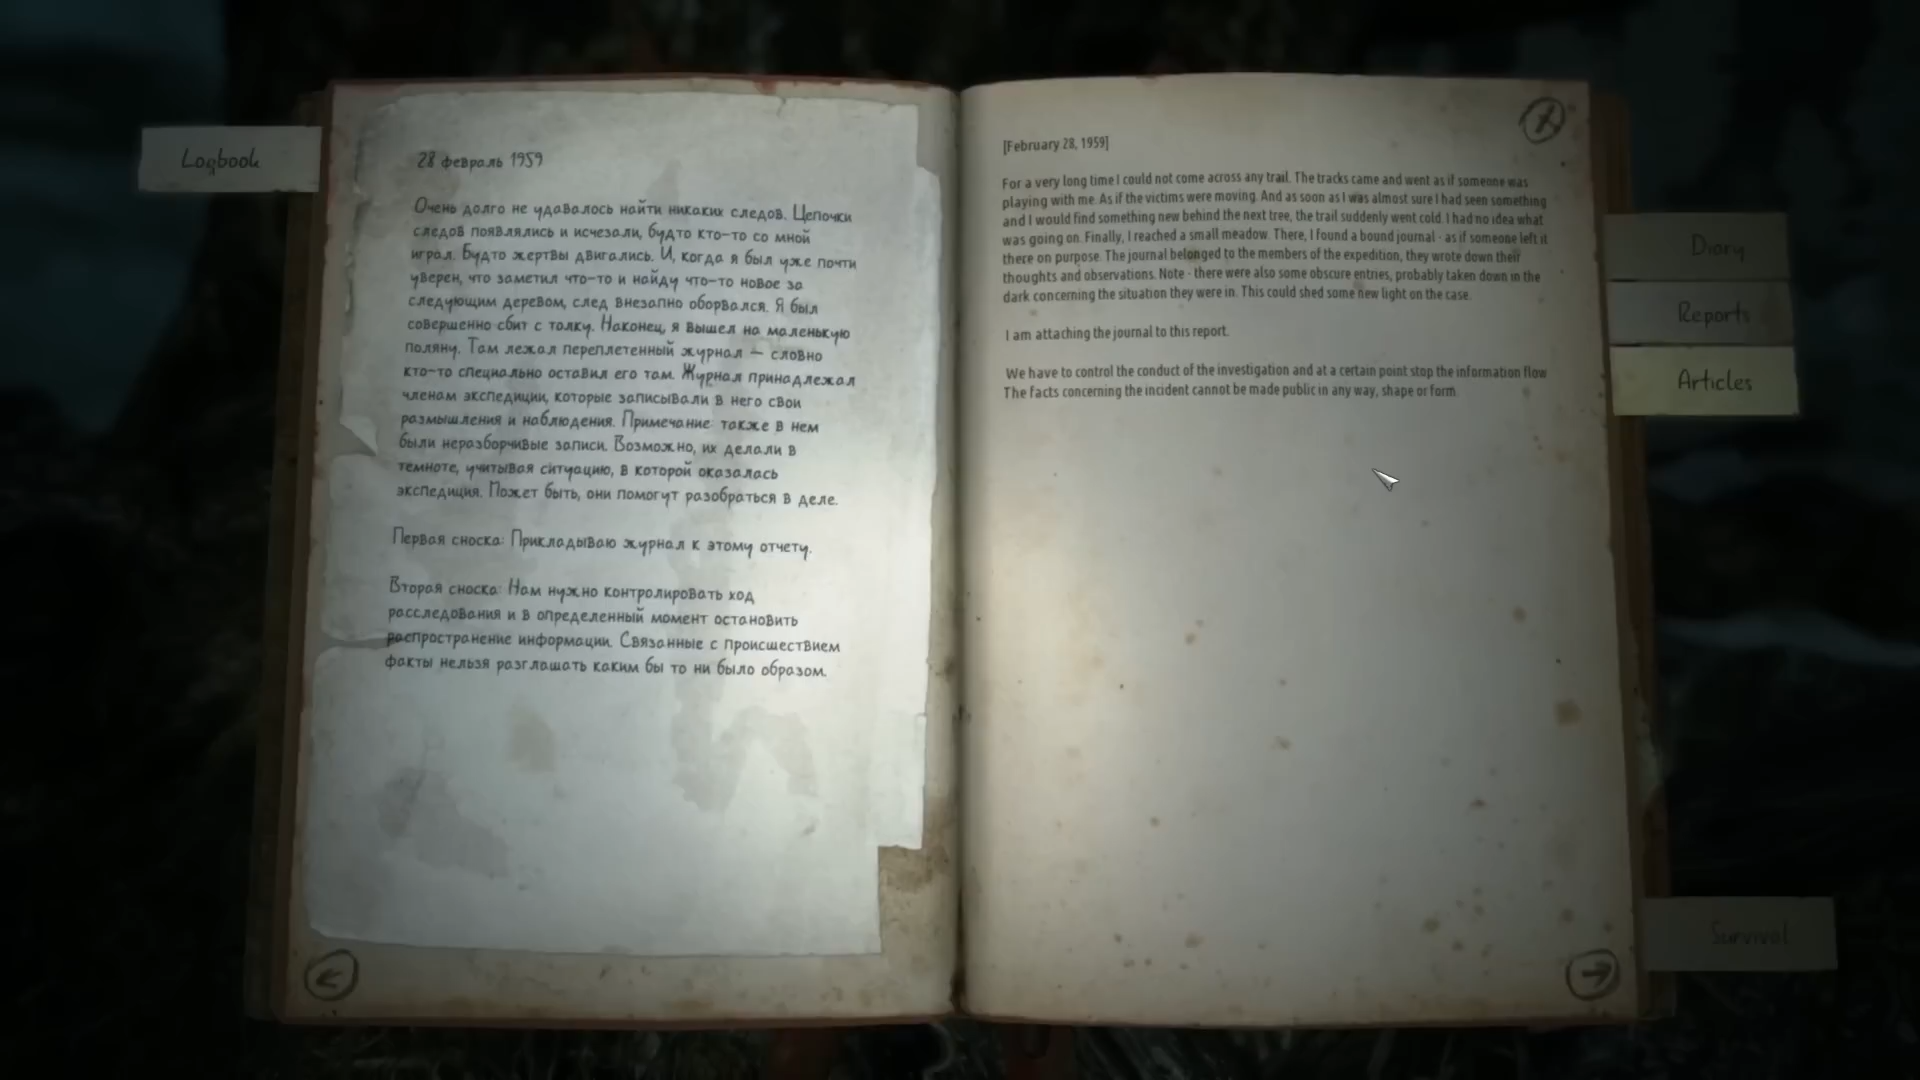 Logbook
28 февраль 1959
Очень долго не удавалось найти никаких следов. Цепочки
следов появлялись и исчезали, будто кто-то со мной
играл. Будто жертвы двигались. И, когда я был уже почти
уверен, что заметил что-то и найду что-то новое за
следующим деревом, след внезапно оборвался. Я был
совершенно сбит с толку. Наконец, я вышел на маленькую
поляну. Там лежал переплетенный журнал — словно
кто-то специально оставил его там. Журнал принадлежал
членам экспедиции, которые записывали в него свои
размышления и наблюдения. Примечание: также в нем
были неразборчивые записи. Возможно, их делали в
темноте, учитывая ситуацию, в которой оказалась
экспедиция. Пожет быть, они помогут разобраться в деле.
Первая сноска: Прикладываю журнал к этому отчету.
Вторая сноска: Нам нужно контролировать ход
расследования и в определенный момент остановить
распространение информации. Связанные с происшествием
факты нельзя разглашать каким бы то ни было образом.
[February 28, 1959]
For a very long time I could not come across any trail. The tracks came and went as if someone was
playing with me. As if the victims were moving. And as soon as I was almost sure I had seen something
and I would find something new behind the next tree, the trail suddenly went cold. I had no idea what
was going on. Finally, I reached a small meadow. There, I found a bound journal - as if someone left it
there on purpose. The journal belonged to the members of the expedition, they wrote down their
thoughts and observations. Note - there were also some obscure entries, probably taken down in the
dark concerning the situation they were in. This could shed some new light on the case.
I am attaching the journal to this report.
We have to control the conduct of the investigation and at a certain point stop the information flow
The facts concerning the incident cannot be made public in any way, shape or form.
Diary
Reports
Articles
Survival